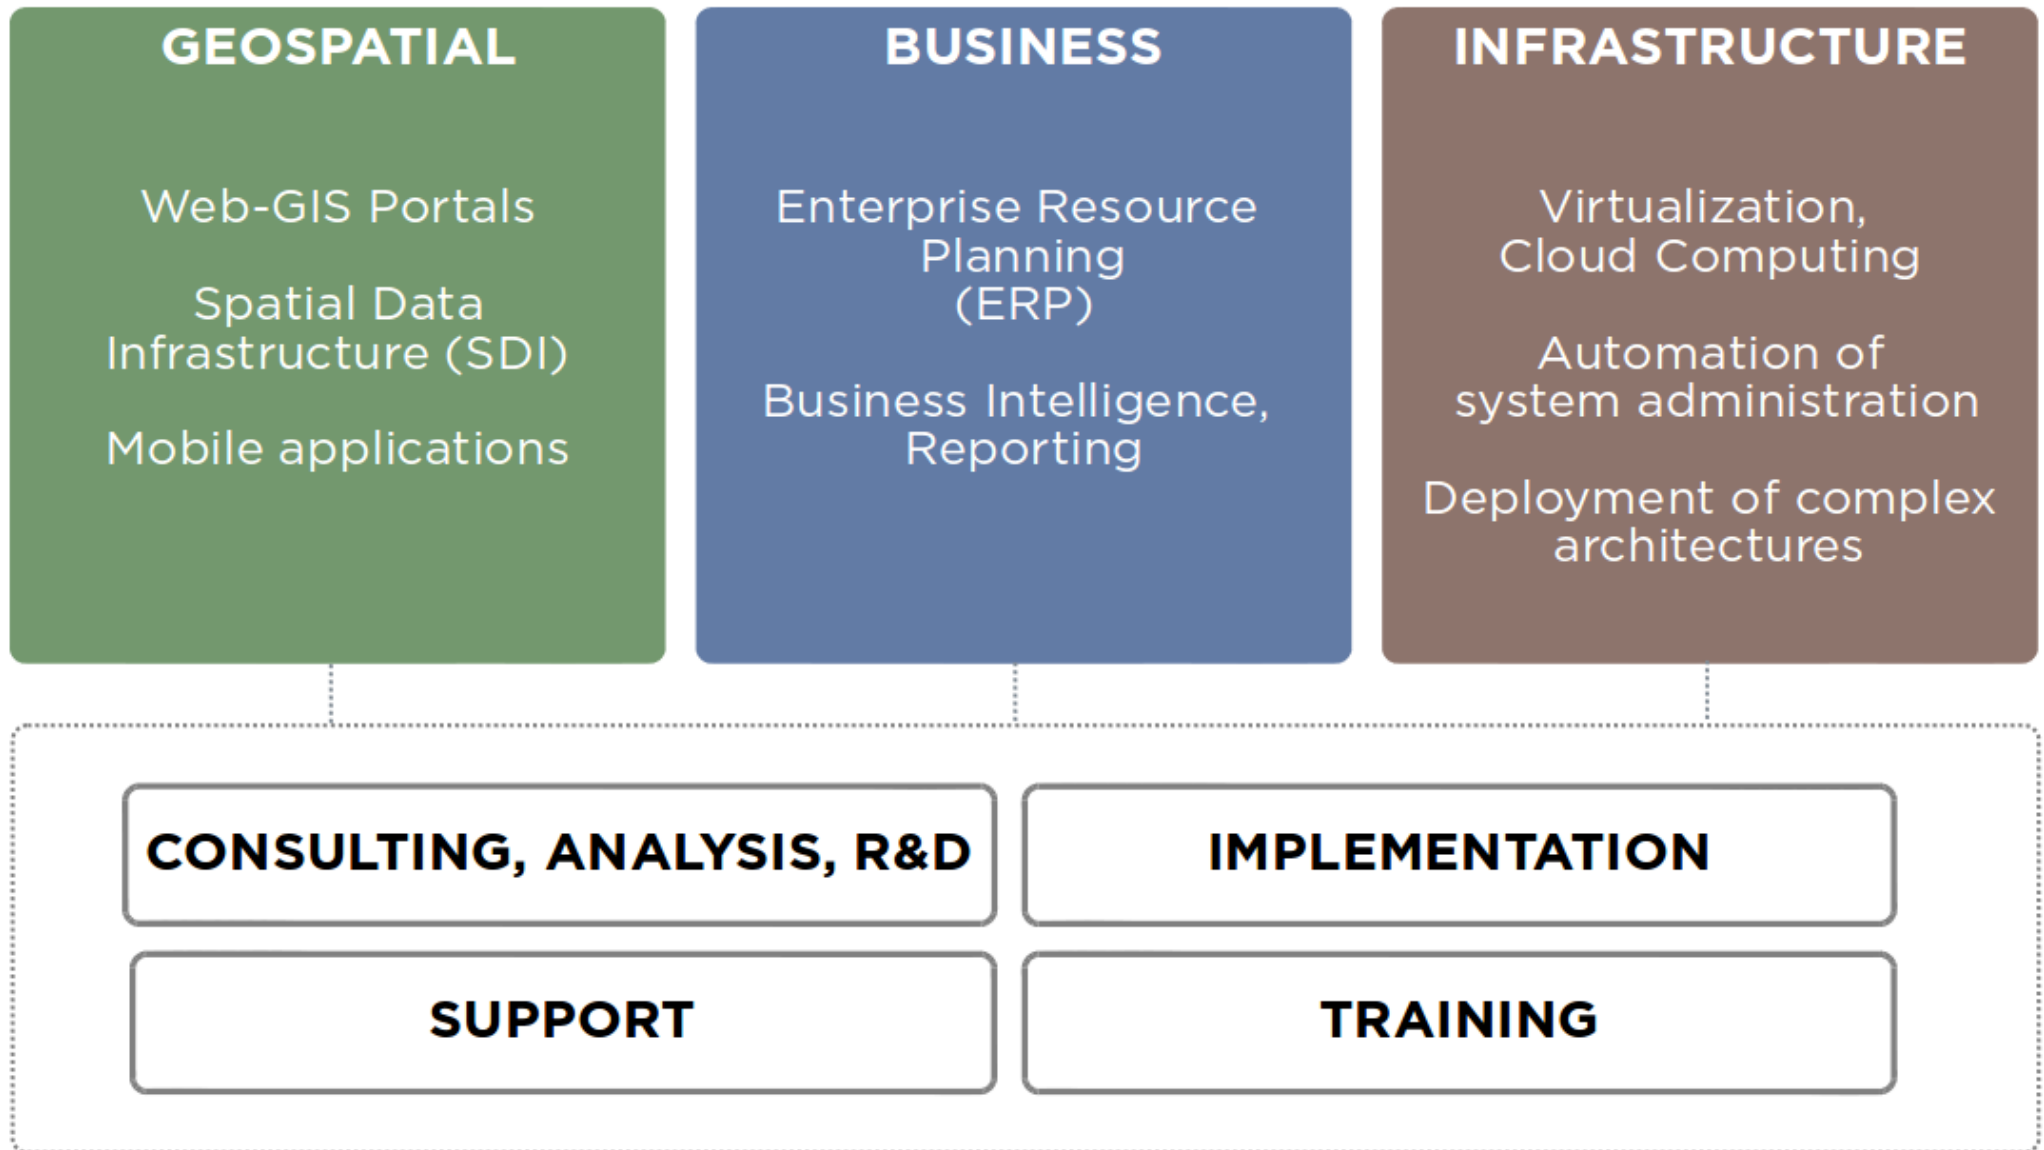 GEOSPATIAL
Web-GIS Portals
Spatial Data
Infrastructure (SDI)
Mobile applications
BUSINESS
Enterprise Resource
Planning
(ERP)
Business Intelligence,
Reporting
INFRASTRUCTURE
Virtualization,
Cloud Computing
Automation of
system administration
Deployment of complex
architectures
CONSULTING, ANALYSIS, R&D
IMPLEMENTATION
SUPPORT
TRAINING